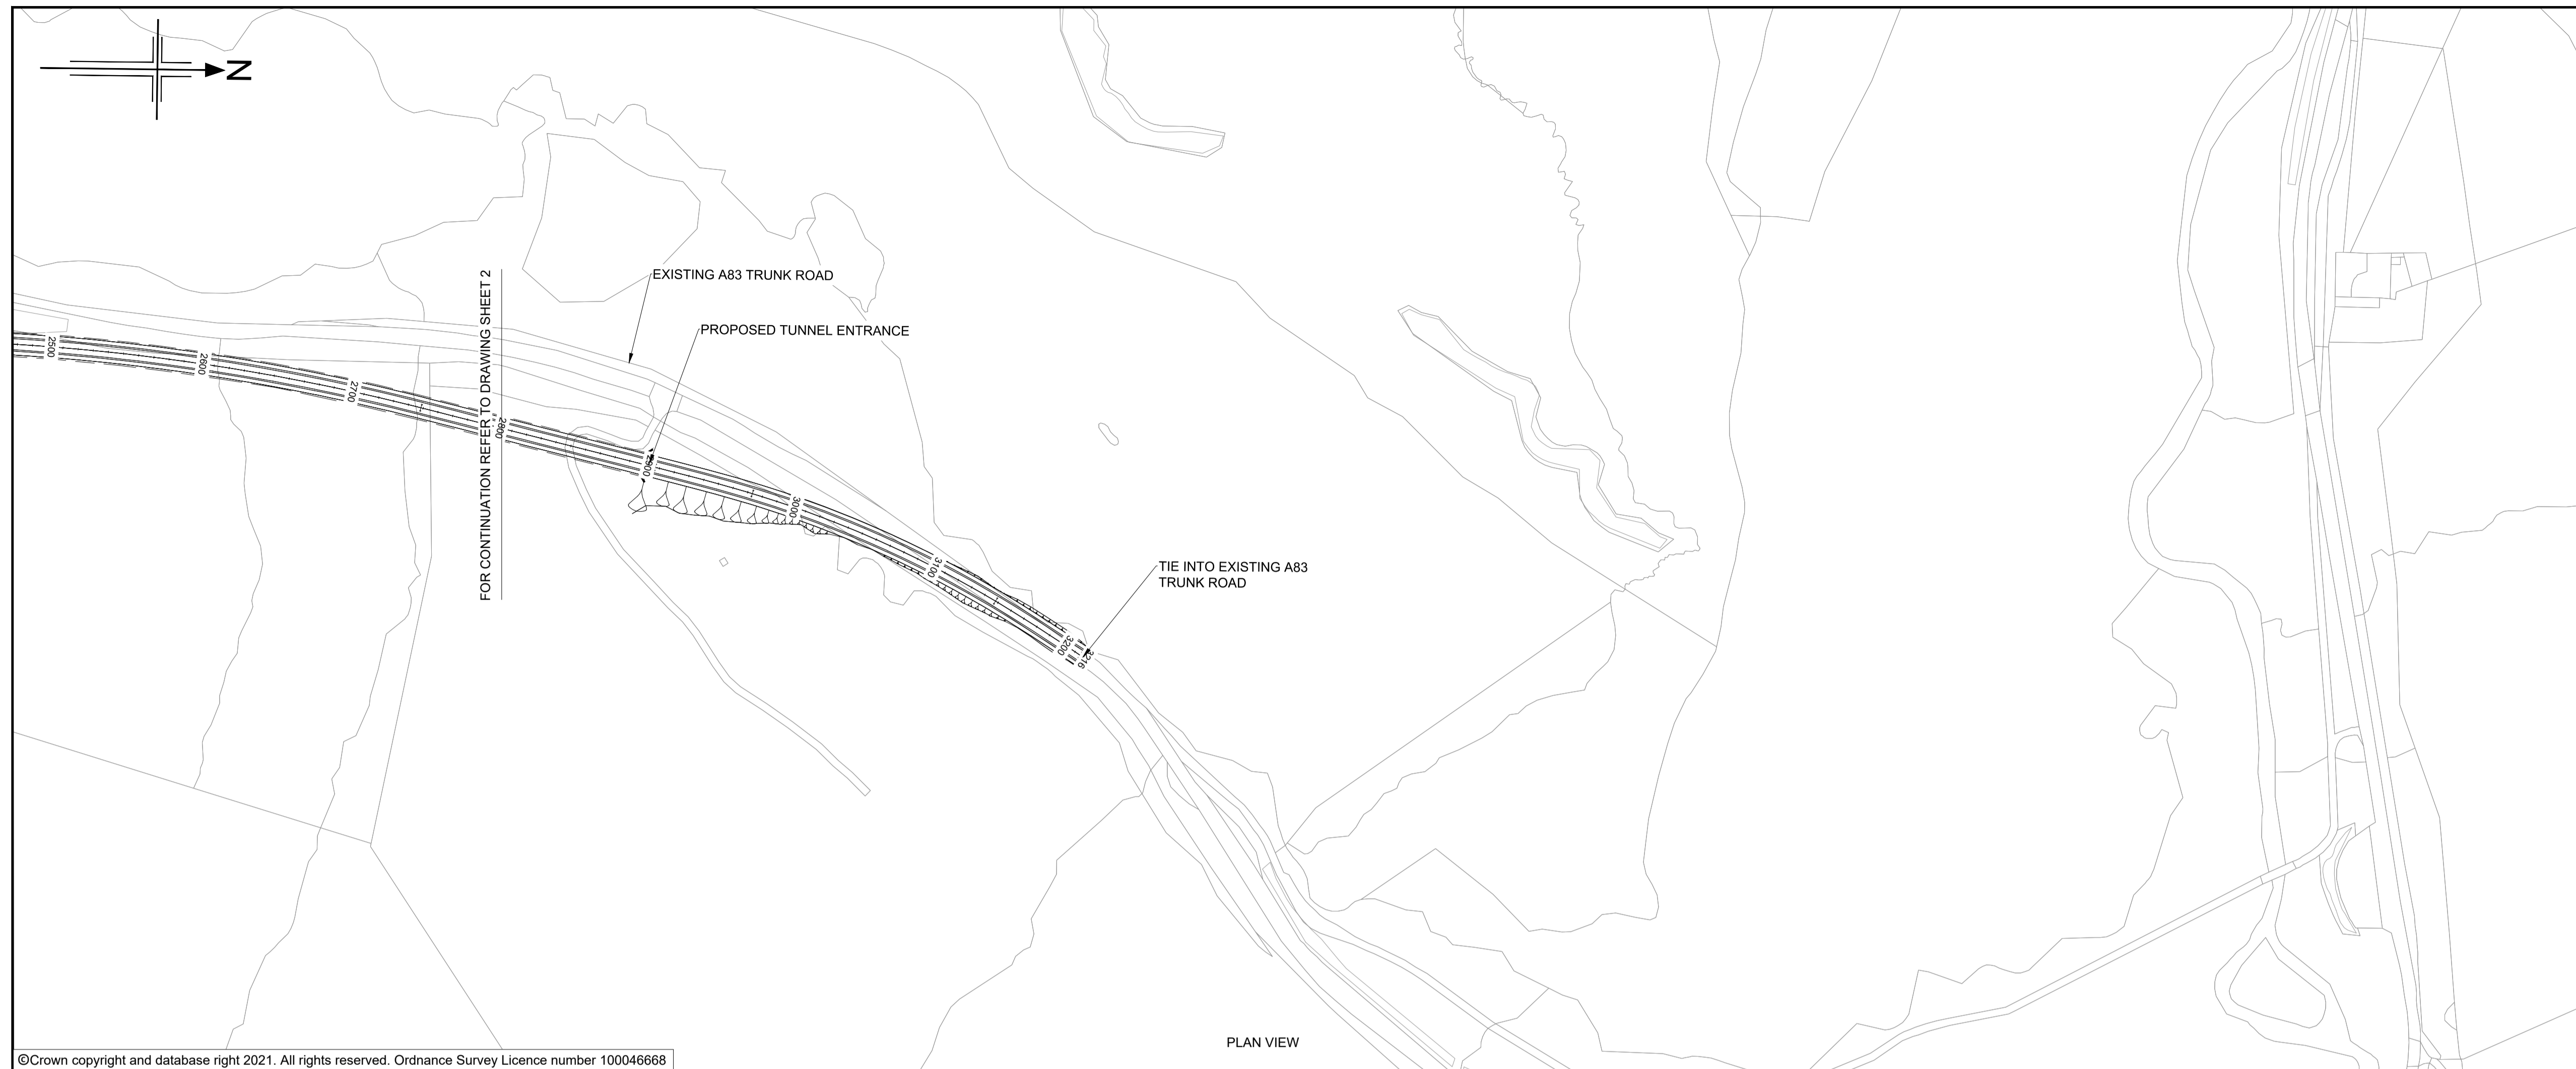 N
EXISTING A83 TRUNK ROAD
PROPOSED TUNNEL ENTRANCE
FOR CONTINUATION REFER TO DRAWING SHEET 2
2500
2600
2700
2800
2900
3000
3100
3200
3216
TIE INTO EXISTING A83
TRUNK ROAD
PLAN VIEW
©Crown copyright and database right 2021. All rights reserved. Ordnance Survey Licence number 100046668